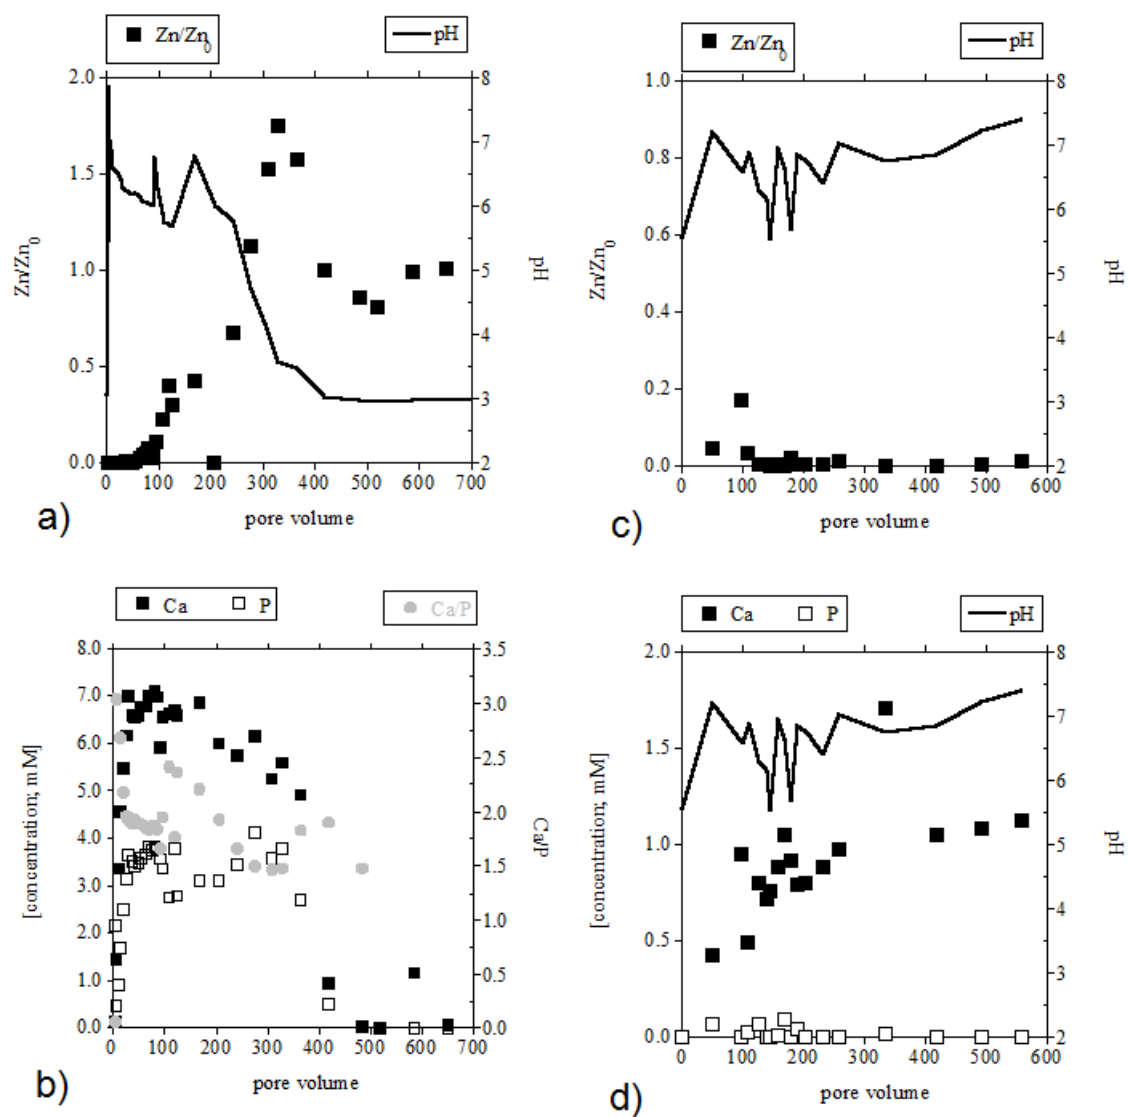 Zn/Zn0
pH
2.0
1.5
1.0
0.5
0.0
Zn/Zn0
8
7
6
5
4
3
2
pH
0 100 200 300 400 500 600 700
pore volume
a)
Zn/Zn0
pH
1.0
0.8
0.6
0.4
0.2
0.0
Zn/Zn0
8
7
6
5
4
3
2
pH
0 100 200 300 400 500 600
pore volume
c)
Ca P
Ca/P
8.0
7.0
6.0
5.0
4.0
3.0
2.0
1.0
0.0
[concentration; mM]
3.5
3.0
2.5
2.0
1.5
1.0
0.5
0.0
Ca/P
0 100 200 300 400 500 600 700
pore volume
b)
Ca P
pH
2.0
1.5
1.0
0.5
0.0
[concentration; mM]
8
7
6
5
4
3
2
pH
0 100 200 300 400 500 600
pore volume
d)